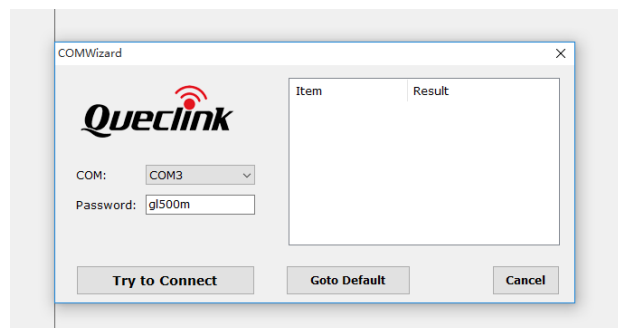 COMWizard
Queclink
Item Result
COM: COM3
Password: gl500m
Try to Connect Goto Default Cancel